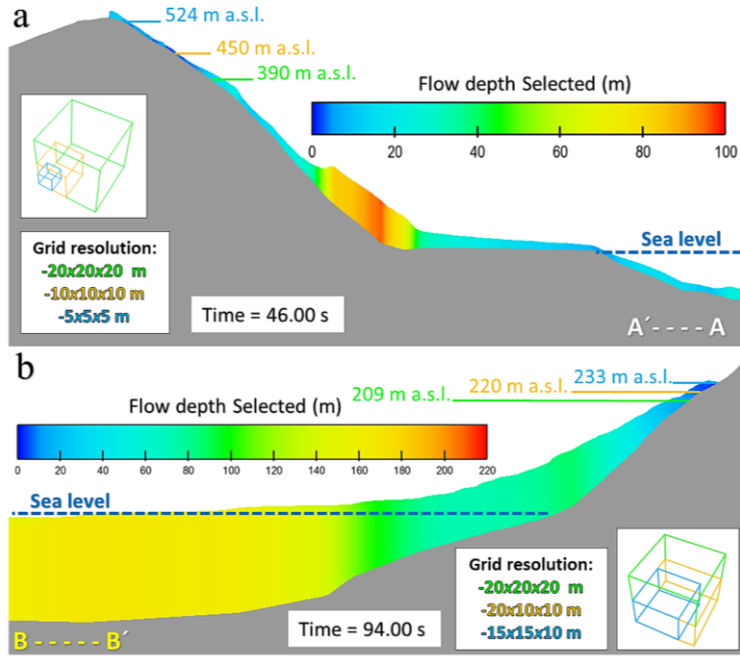 a
524 m a.s.l.
450 m a.s.l.
390 m a.s.l.
Flow depth Selected (m)
0 20 40 60 80 100
Grid resolution:
-20x20x20 m
-10x10x10 m
-5x5x5 m
Sea level
Time = 46.00 s
A´- - - - A
b
233 m a.s.l.
220 m a.s.l.
209 m a.s.l.
Flow depth Selected (m)
0 20 40 60 80 100 120 140 160 180 200 220
Sea level
Grid resolution:
-20x20x20 m
-20x10x10 m
-15x15x10 m
Time = 94.00 s
B - - - - - B´